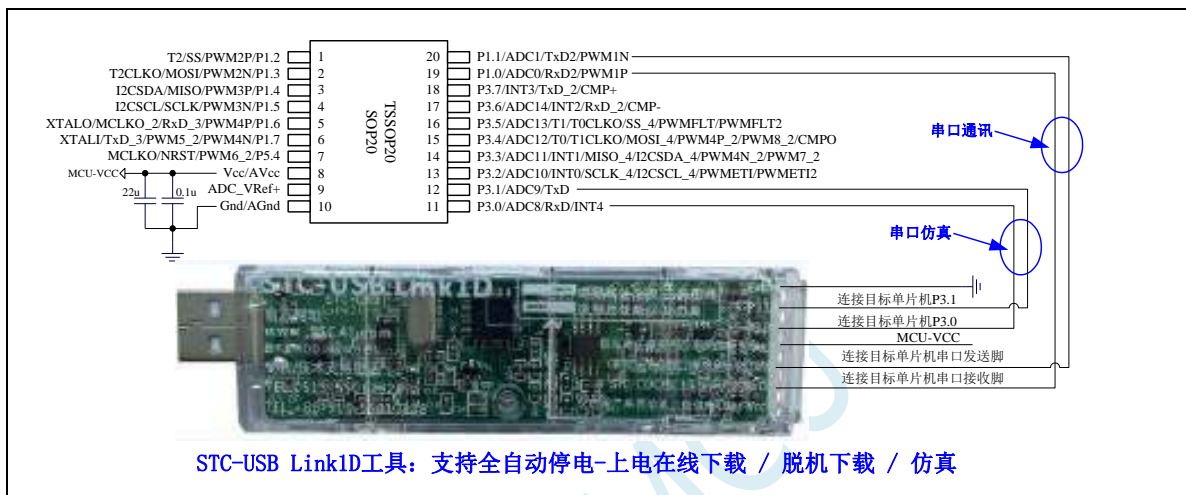 T2/SS/PWM2P/P1.2 1
T2CLKO/MOSI/PWM2N/P1.3 2
I2CSDA/MISO/PWM3P/P1.4 3
I2CSCL/SCLK/PWM3N/P1.5 4
XTALO/MCLKO_2/RxD_3/PWM4P/P1.6 5
XTALI/TxD_3/PWM5_2/PWM4N/P1.7 6
MCLKO/NRST/PWM6_2/P5.4 7
MCU-VCC Vcc/AVcc 8
ADC_VRef+ 9
Gnd/AGnd 10
22u 0.1u
TSSOP20
SOP20
20 P1.1/ADC1/TxD2/PWM1N
19 P1.0/ADC0/RxD2/PWM1P
18 P3.7/INT3/TxD_2/CMP+
17 P3.6/ADC14/INT2/RxD_2/CMP-
16 P3.5/ADC13/T1/T0CLKO/SS_4/PWMFLT/PWMFLT2
15 P3.4/ADC12/T0/T1CLKO/MOSI_4/PWM4P_2/PWM8_2/CMPO
14 P3.3/ADC11/INT1/MISO_4/I2CSDA_4/PWM4N_2/PWM7_2
13 P3.2/ADC10/INT0/SCLK_4/I2CSCL_4/PWMETI/PWMETI2
12 P3.1/ADC9/TxD
11 P3.0/ADC8/RxD/INT4
串口通讯
串口仿真
STC-USB Link1D
连接目标单片机P3.1
连接目标单片机P3.0
MCU-VCC
连接目标单片机串口发送脚
连接目标单片机串口接收脚
STC-USB Link1D工具: 支持全自动停电-上电在线下载 / 脱机下载 / 仿真